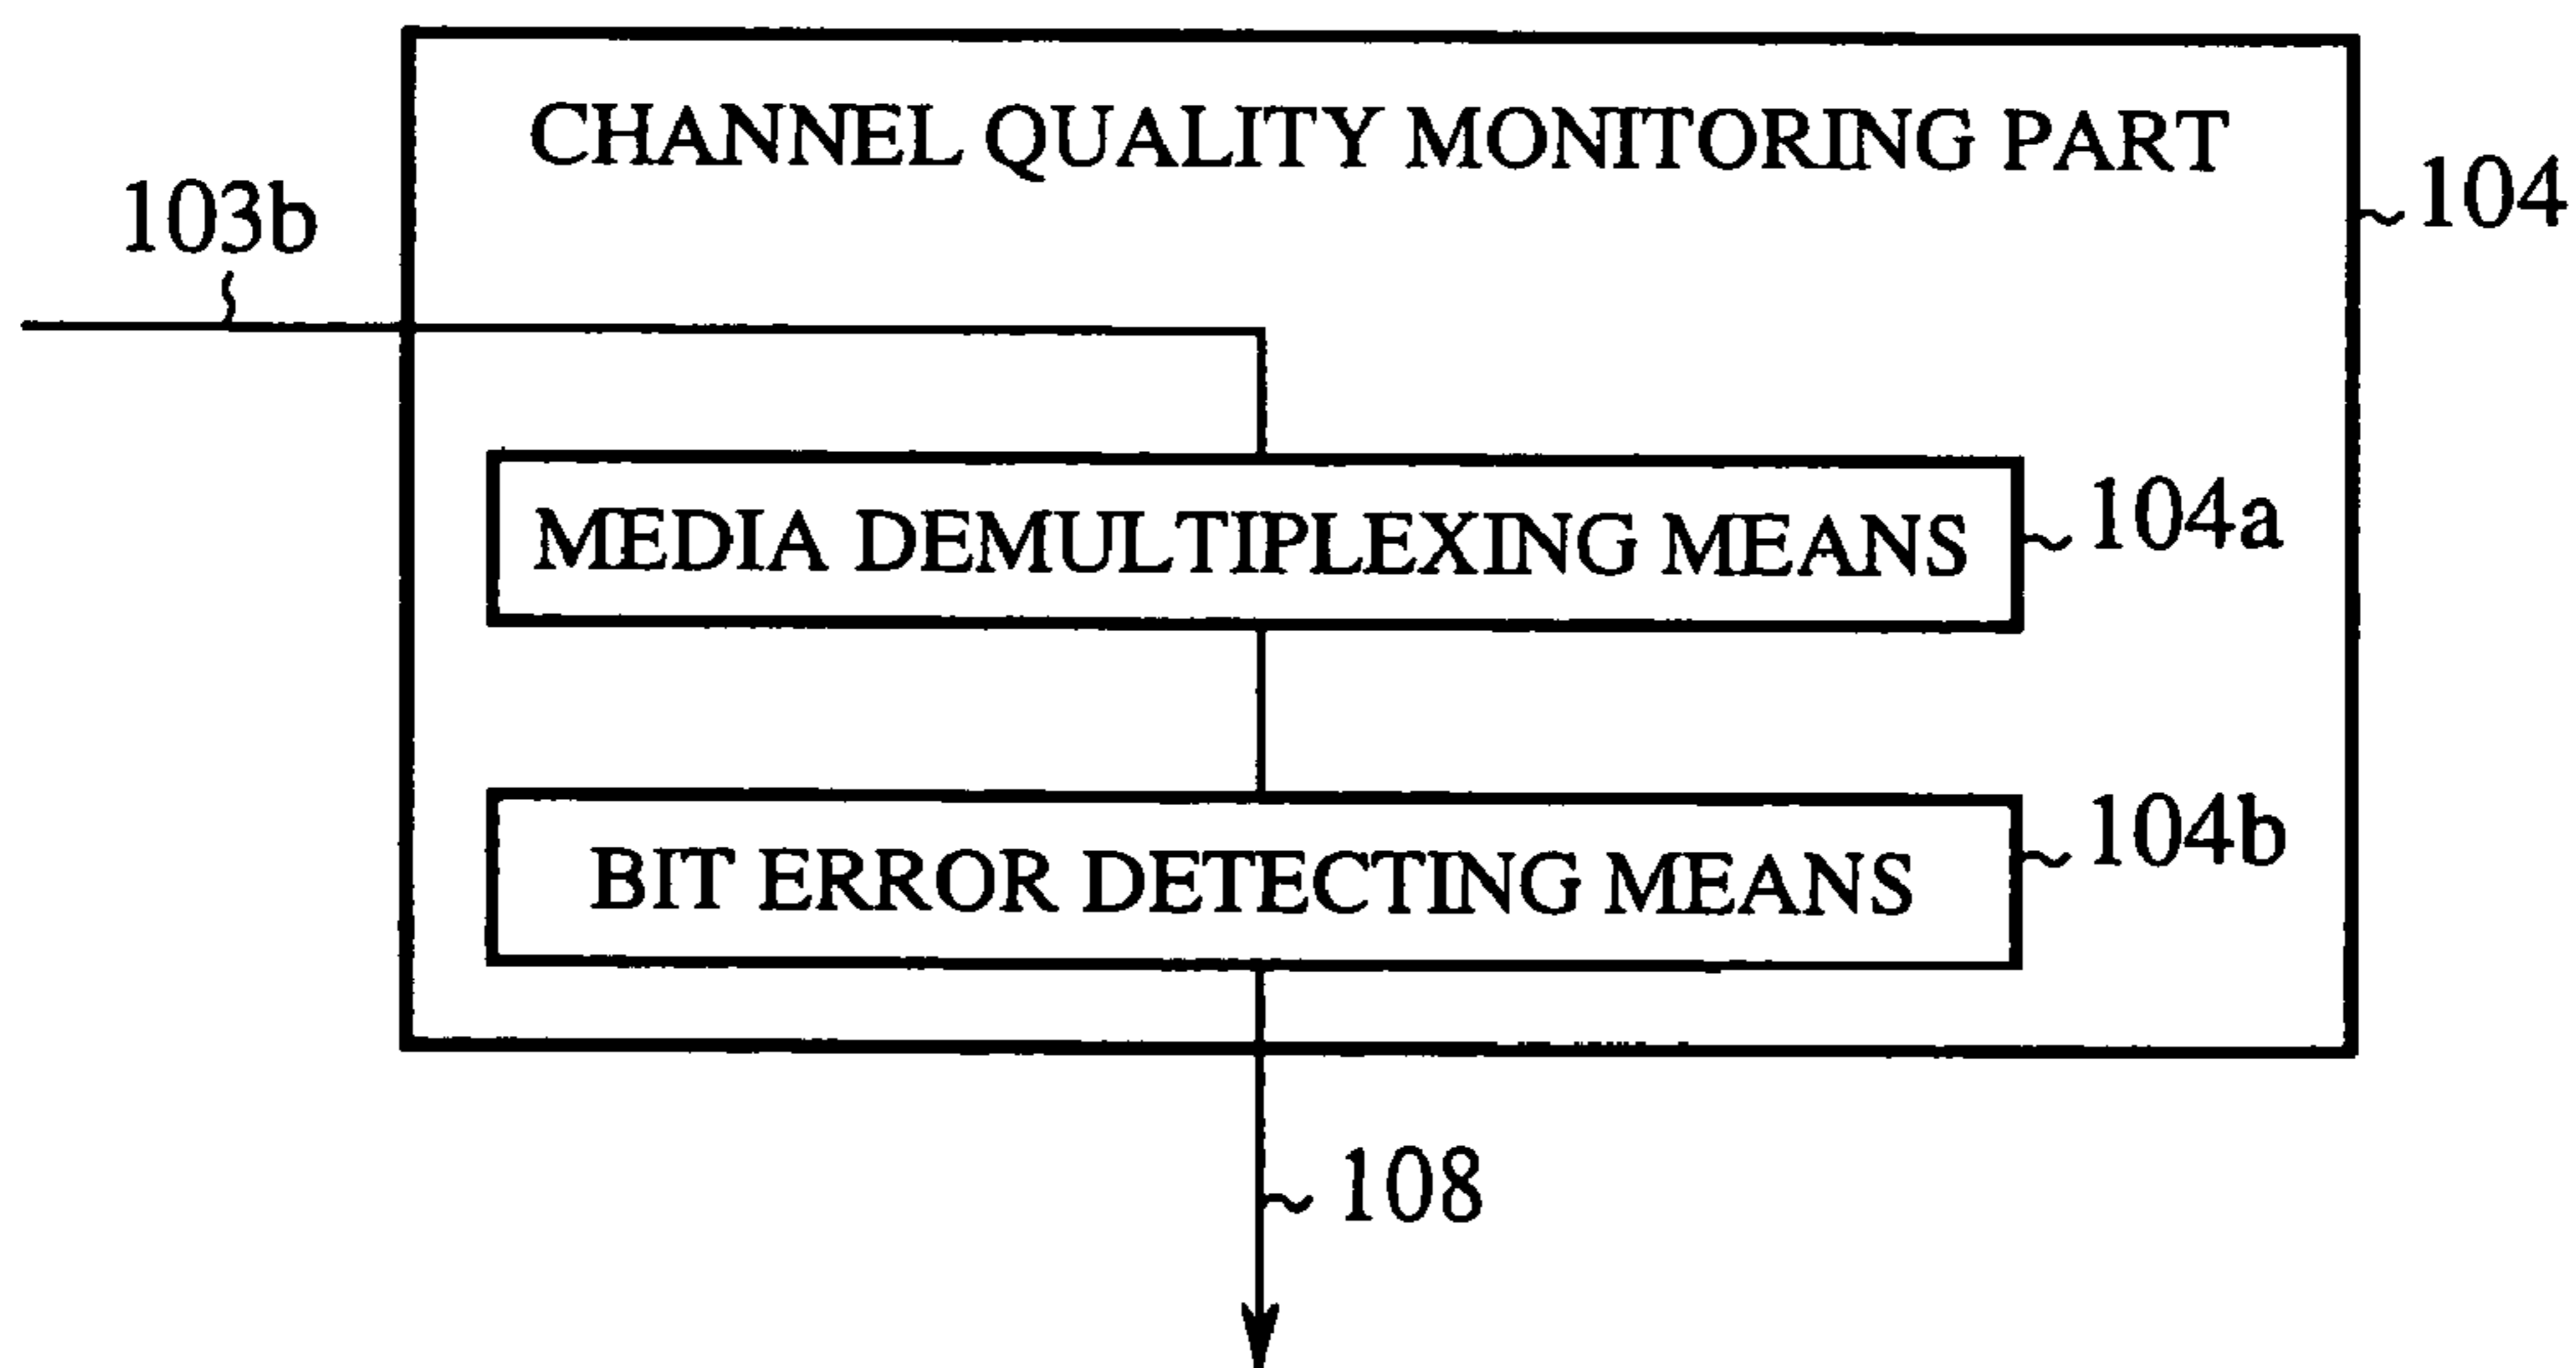 CHANNEL QUALITY MONITORING PART
104
103b
MEDIA DEMULTIPLEXING MEANS
104a
BIT ERROR DETECTING MEANS
104b
108